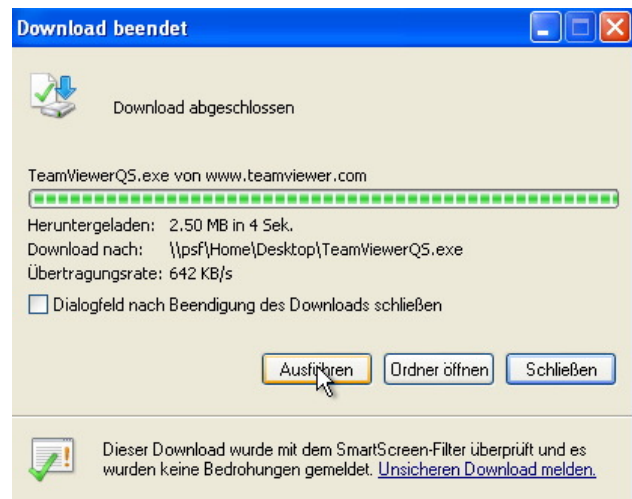 Download beendet
Download abgeschlossen
TeamViewerQS.exe von www.teamviewer.com
Heruntergeladen: 2.50 MB in 4 Sek.
Download nach: \\psf\Home\Desktop\TeamViewerQS.exe
Übertragungsrate: 642 KB/s
Dialogfeld nach Beendigung des Downloads schließen
Ausführen Ordner öffnen Schließen
Dieser Download wurde mit dem SmartScreen-Filter überprüft und es
wurden keine Bedrohungen gemeldet. Unsicheren Download melden.